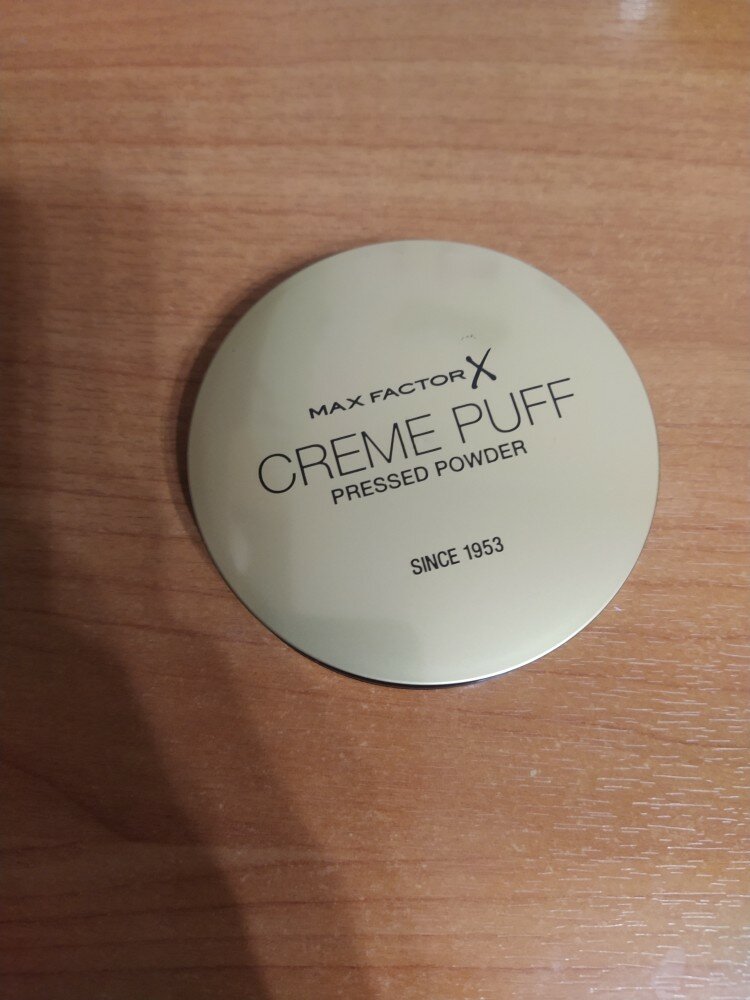 MAX FACTOR X
CREME PUFF
PRESSED POWDER
SINCE 1953